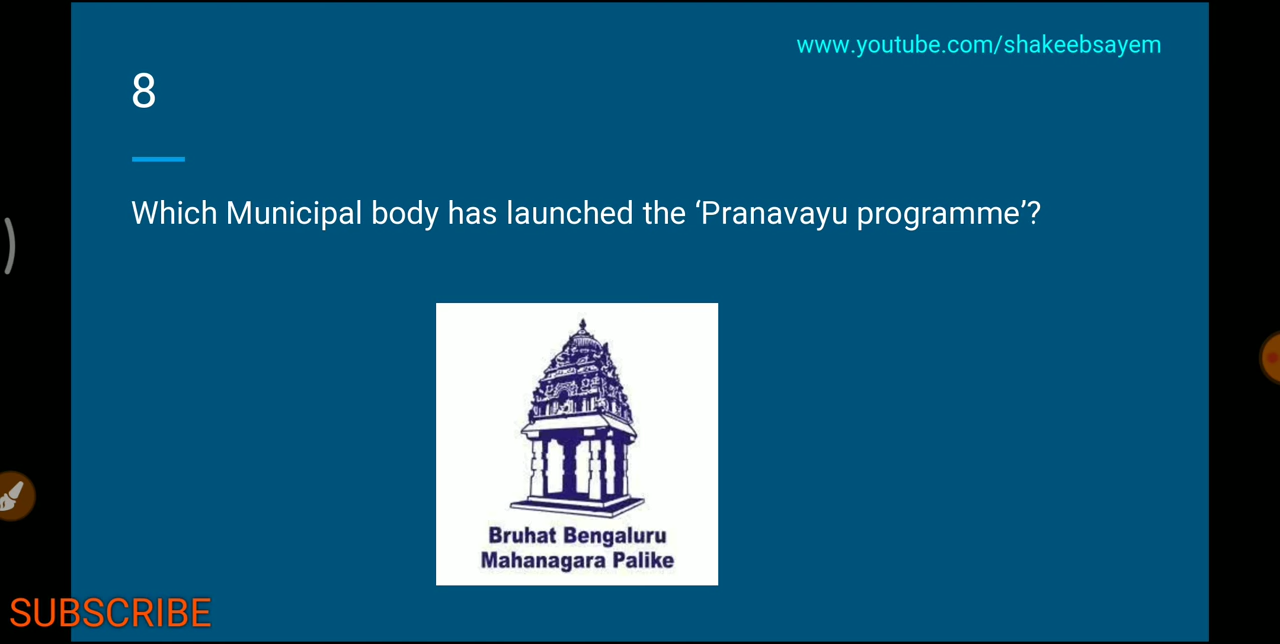 www.youtube.com/shakeebsayem
8
Which Municipal body has launched the ‘Pranavayu programme’?
Bruhat Bengaluru
Mahanagara Palike
SUBSCRIBE